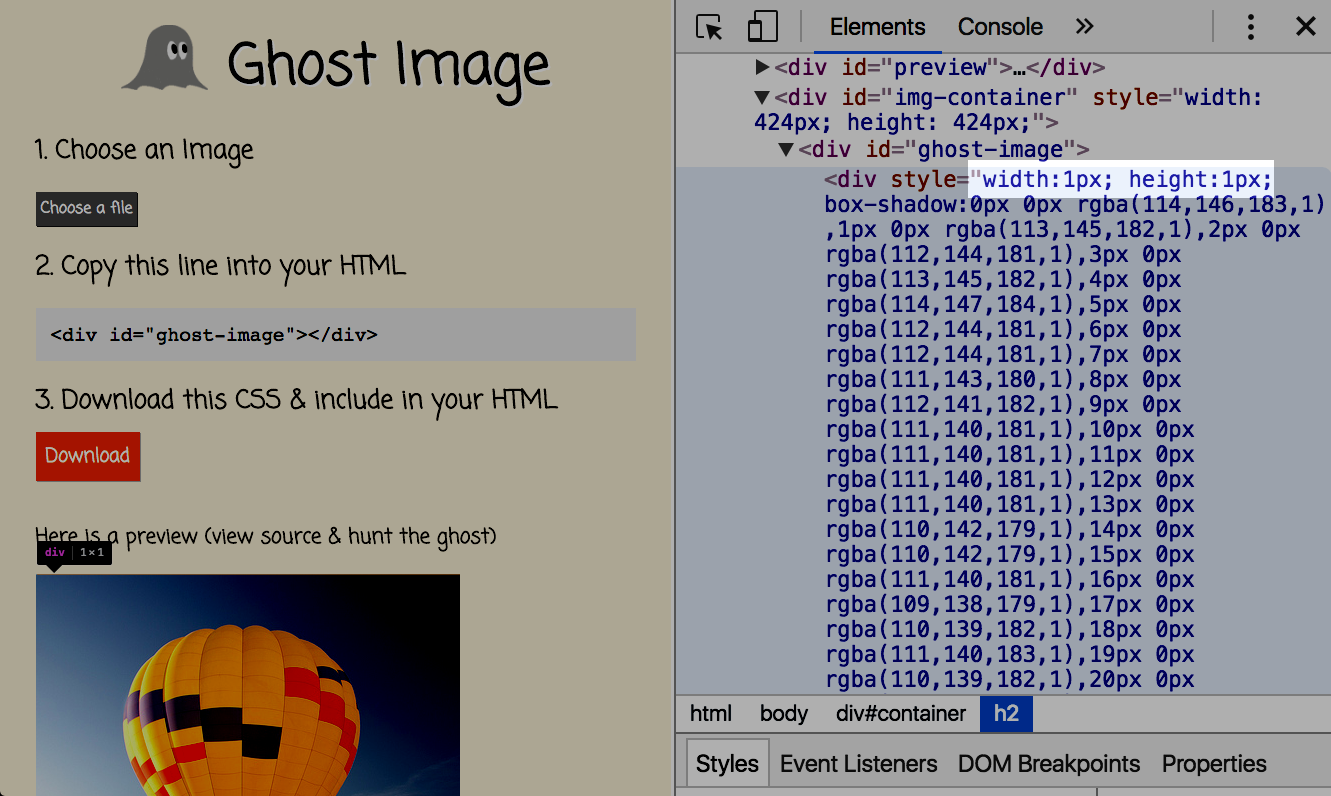 Ghost Image
1. Choose an Image
Choose a file
2. Copy this line into your HTML
<div id="ghost-image"></div>
3. Download this CSS & include in your HTML
Download
Here is a preview (view source & hunt the ghost)
div 1×1
Elements Console »
▶<div id="preview">…</div>
▼<div id="img-container" style="width:
424px; height: 424px;">
▼<div id="ghost-image">
<div style="width:1px; height:1px;
box-shadow:0px 0px rgba(114,146,183,1)
,1px 0px rgba(113,145,182,1),2px 0px
rgba(112,144,181,1),3px 0px
rgba(113,145,182,1),4px 0px
rgba(114,147,184,1),5px 0px
rgba(112,144,181,1),6px 0px
rgba(112,144,181,1),7px 0px
rgba(111,143,180,1),8px 0px
rgba(112,141,182,1),9px 0px
rgba(111,140,181,1),10px 0px
rgba(111,140,181,1),11px 0px
rgba(111,140,181,1),12px 0px
rgba(111,140,181,1),13px 0px
rgba(110,142,179,1),14px 0px
rgba(110,142,179,1),15px 0px
rgba(111,140,181,1),16px 0px
rgba(109,138,179,1),17px 0px
rgba(110,139,182,1),18px 0px
rgba(111,140,183,1),19px 0px
rgba(110,139,182,1),20px 0px
html body div#container h2
Styles Event Listeners DOM Breakpoints Properties